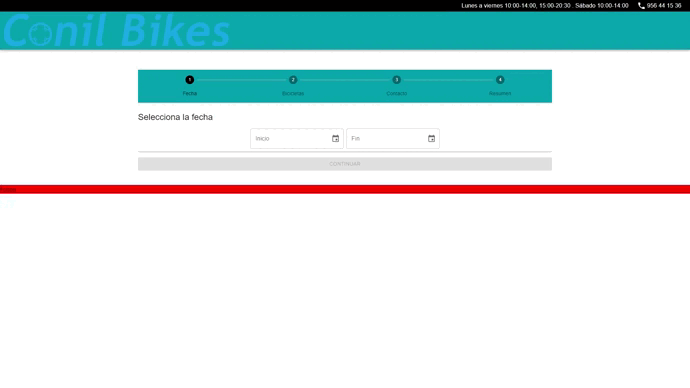 Lunes a viernes 10:00-14:00, 15:00-20:30 . Sábado 10:00-14:00 956 44 15 36
Conil Bikes
1 2 3 4
Fecha Bicicletas Contacto Resumen
Selecciona la fecha
Inicio Fin
CONTINUAR